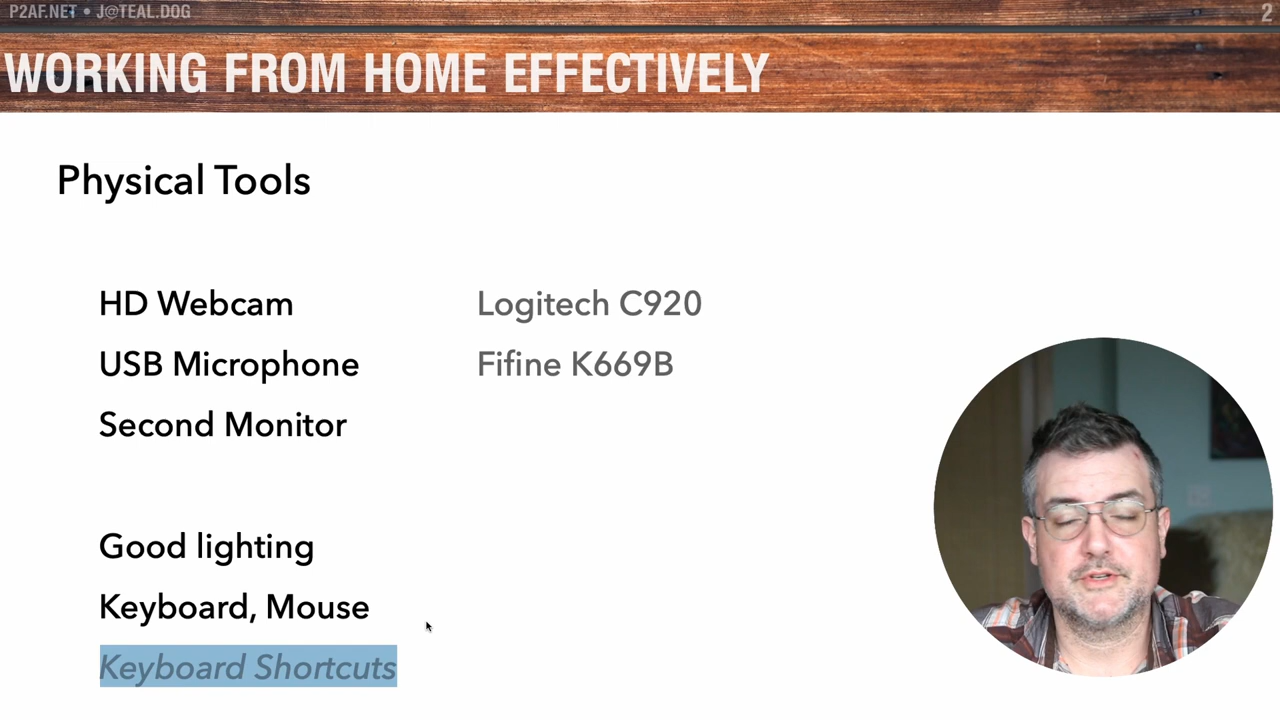 P2AF.NET • J@TEAL.DOG
2
WORKING FROM HOME EFFECTIVELY
Physical Tools
HD Webcam Logitech C920
USB Microphone Fifine K669B
Second Monitor
Good lighting
Keyboard, Mouse
Keyboard Shortcuts